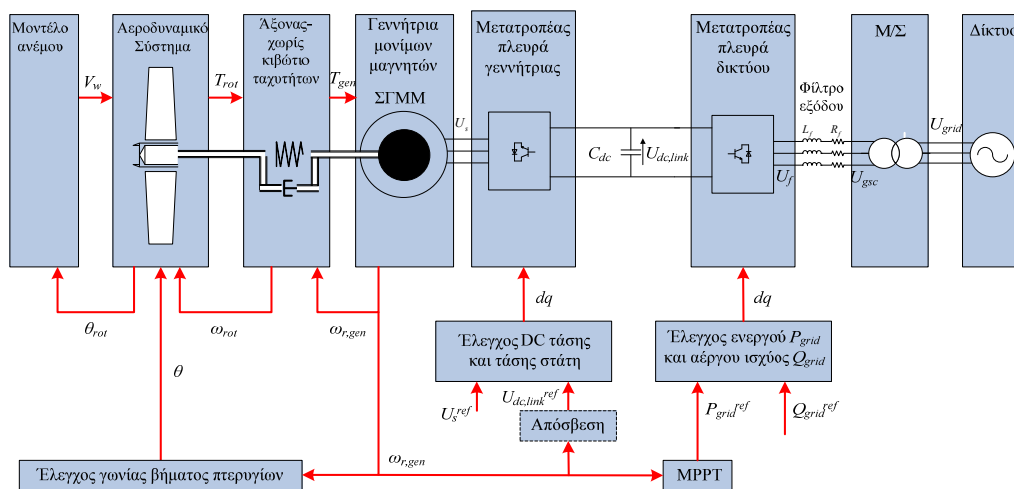 Μοντέλο
ανέμου
Αεροδυναμικό
Σύστημα
Άξονας-
χωρίς
κιβώτιο
ταχυτήτων
Γεννήτρια
μονίμων
μαγνητών
ΣΓΜΜ
Μετατροπέας
πλευρά
γεννήτριας
Μετατροπέας
πλευρά
δικτύου
Φίλτρο
εξόδου
Μ/Σ
Δίκτυο
V_w
T_rot
T_gen
U_s
C_dc
U_dc,link
L_f
R_f
U_f
U_gsc
U_grid
θ_rot
ω_rot
ω_r,gen
dq
dq
Έλεγχος DC τάσης
και τάσης στάτη
Έλεγχος ενεργού P_grid
και αέργου ισχύος Q_grid
θ
U_s^ref
U_dc,link^ref
P_grid^ref
Q_grid^ref
Απόσβεση
ω_r,gen
Έλεγχος γωνίας βήματος πτερυγίων
MPPT